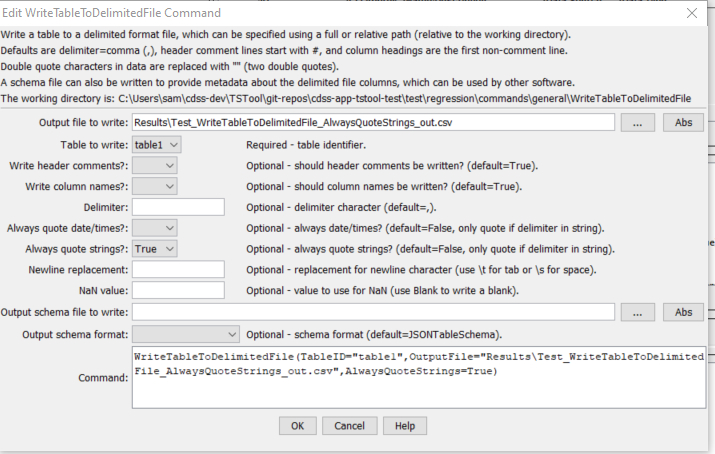 Edit WriteTableToDelimitedFile Command
Write a table to a delimited format file, which can be specified using a full or relative path (relative to the working directory).
Defaults are delimiter=comma (,), header comment lines start with #, and column headings are the first non-comment line.
Double quote characters in data are replaced with "" (two double quotes).
A schema file can also be written to provide metadata about the delimited file columns, which can be used by other software.
The working directory is: C:\Users\sam\cdss-dev\TSTool\git-repos\cdss-app-tstool-test\test\regression\commands\general\WriteTableToDelimitedFile
Output file to write: Results\Test_WriteTableToDelimitedFile_AlwaysQuoteStrings_out.csv ... Abs
Table to write: table1 Required - table identifier.
Write header comments?: Optional - should header comments be written? (default=True).
Write column names?: Optional - should column names be written? (default=True).
Delimiter: Optional - delimiter character (default=,).
Always quote date/times?: Optional - always date/times? (default=False, only quote if delimiter in string).
Always quote strings?: True Optional - always quote strings? (default=False, only quote if delimiter in string).
Newline replacement: Optional - replacement for newline character (use \t for tab or \s for space).
NaN value: Optional - value to use for NaN (use Blank to write a blank).
Output schema file to write: ... Abs
Output schema format: Optional - schema format (default=JSONTableSchema).
Command: WriteTableToDelimitedFile(TableID="table1",OutputFile="Results\Test_WriteTableToDelimited
File_AlwaysQuoteStrings_out.csv",AlwaysQuoteStrings=True)
OK Cancel Help